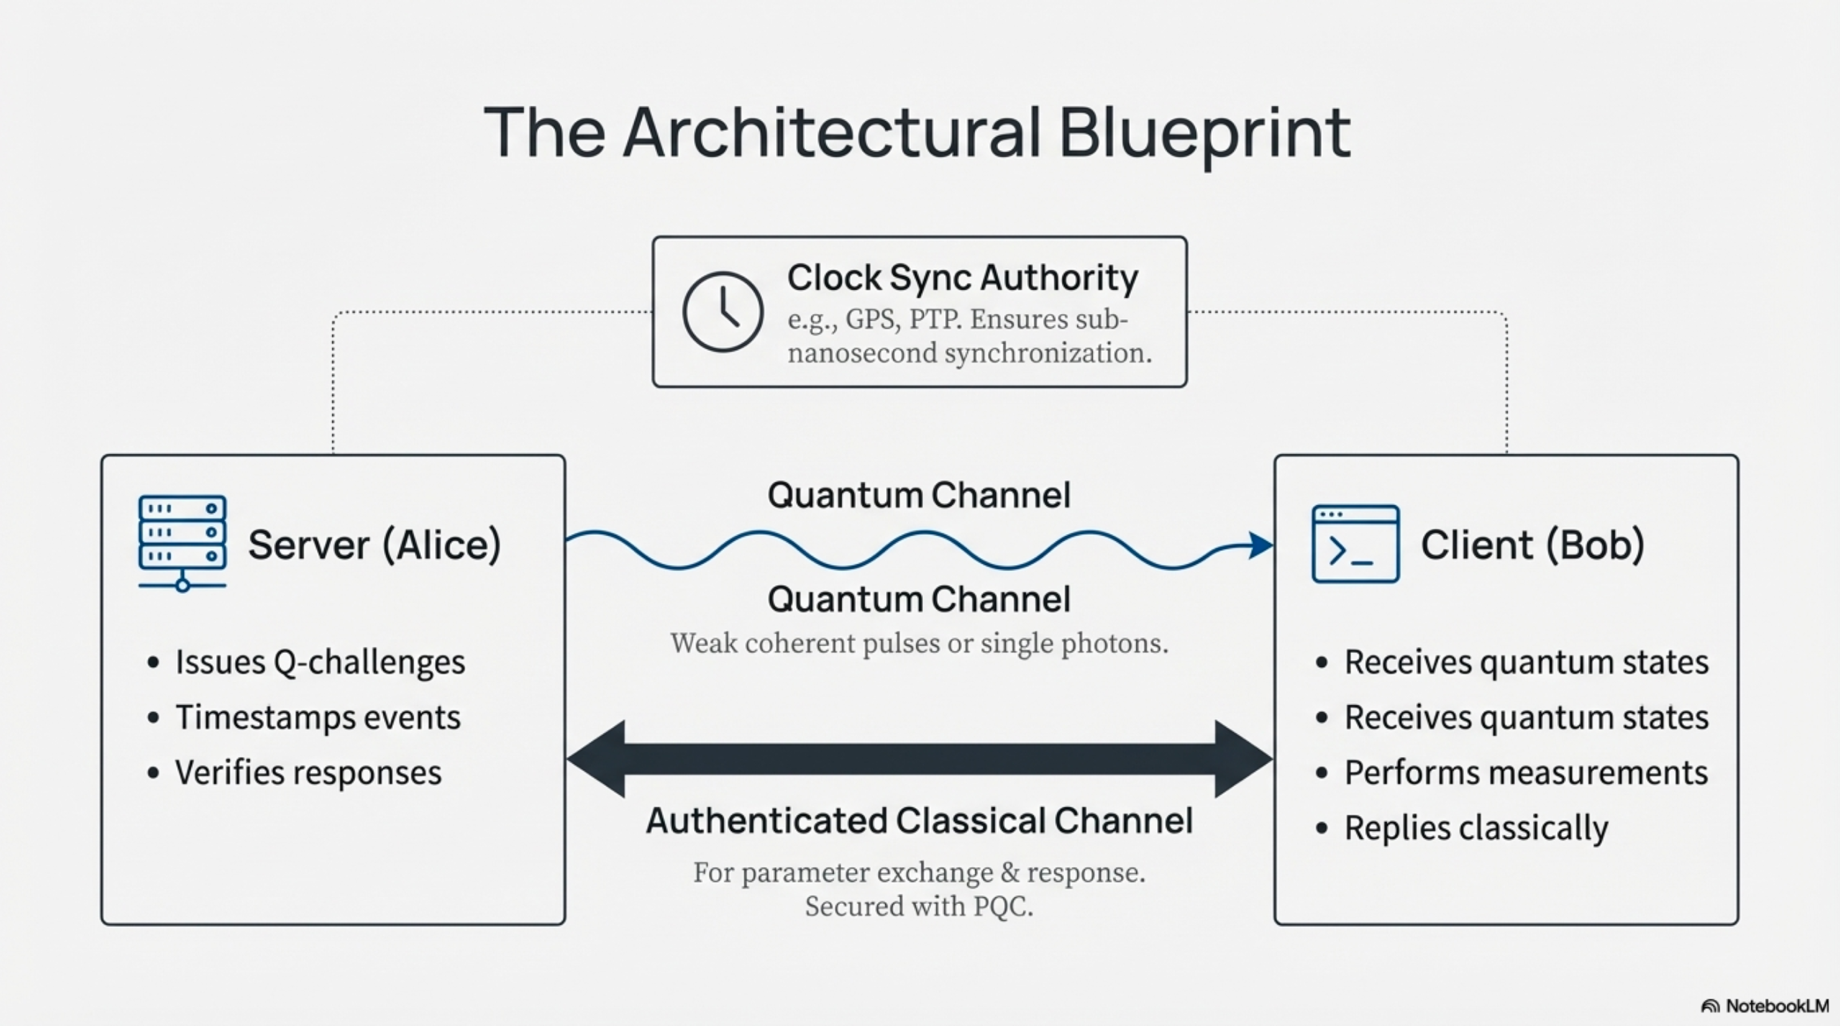 The Architectural Blueprint
Clock Sync Authority
e.g., GPS, PTP. Ensures sub-
nanosecond synchronization.
Server (Alice)
• Issues Q-challenges
• Timestamps events
• Verifies responses
Quantum Channel
Quantum Channel
Weak coherent pulses or single photons.
Authenticated Classical Channel
For parameter exchange & response.
Secured with PQC.
Client (Bob)
• Receives quantum states
• Receives quantum states
• Performs measurements
• Replies classically
NotebookLM